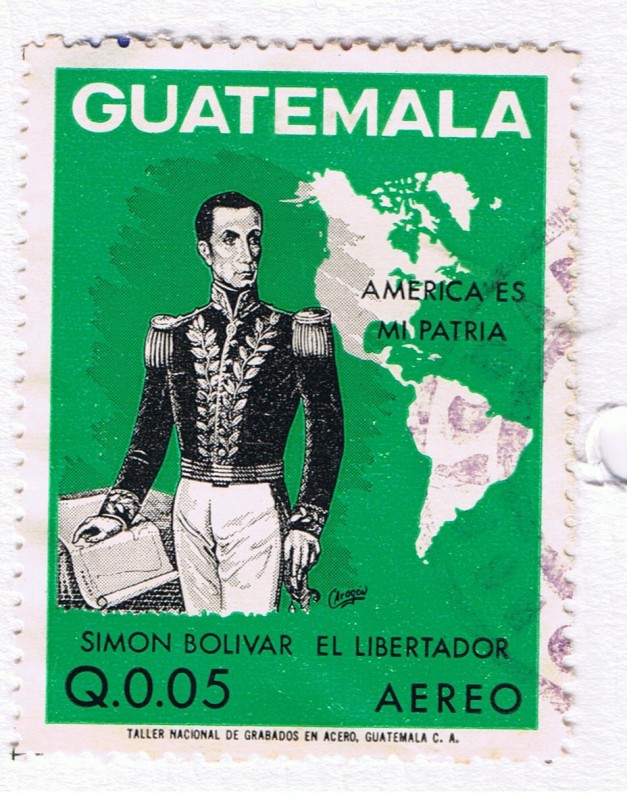 GUATEMALA
AMERICA ES
MI PATRIA
Aragón
SIMON BOLIVAR EL LIBERTADOR
Q.0.05 AEREO
TALLER NACIONAL DE GRABADOS EN ACERO, GUATEMALA C. A.